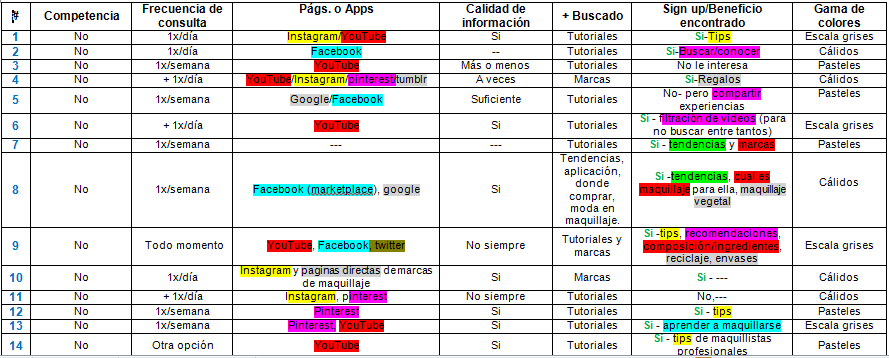 # Competencia Frecuencia de consulta Págs. o Apps Calidad de información + Buscado Sign up/Beneficio encontrado Gama de colores
1 No 1x/día Instagram/YouTube Si Tutoriales Si-Tips Escala grises
2 No 1x/día Facebook -- Tutoriales Si-Buscar/conocer Cálidos
3 No 1x/semana YouTube Más o menos Tutoriales No le interesa Pasteles
4 No + 1x/día YouTube/Instagram/pinterest/tumblr A veces Marcas Si-Regalos Cálidos
5 No 1x/semana Google/Facebook Suficiente Tutoriales No- pero compartir experiencias Pasteles
6 No + 1x/día YouTube Si Tutoriales Si - filtración de vídeos (para no buscar entre tantos) Escala grises
7 No 1x/semana --- --- Tutoriales Si - tendencias y marcas Pasteles
8 No 1x/semana Facebook (marketplace), google Si Tendencias, aplicación, donde comprar, moda en maquillaje. Si -tendencias, cual es maquillaje para ella, maquillaje vegetal Cálidos
9 No Todo momento YouTube, Facebook, twitter No siempre Tutoriales y marcas Si -tips, recomendaciones, composición/ingredientes, reciclaje, envases Escala grises
10 No 1x/día Instagram y paginas directas de marcas de maquillaje Si Marcas Si - --- Cálidos
11 No + 1x/día Instagram, pinterest No siempre Tutoriales No,--- Cálidos
12 No 1x/semana Pinterest Si Tutoriales Si - tips Pasteles
13 No 1x/semana Pinterest, YouTube Si Tutoriales Si - aprender a maquillarse Escala grises
14 No Otra opción YouTube Si Tutoriales Si - tips de maquillistas profesionales Pasteles